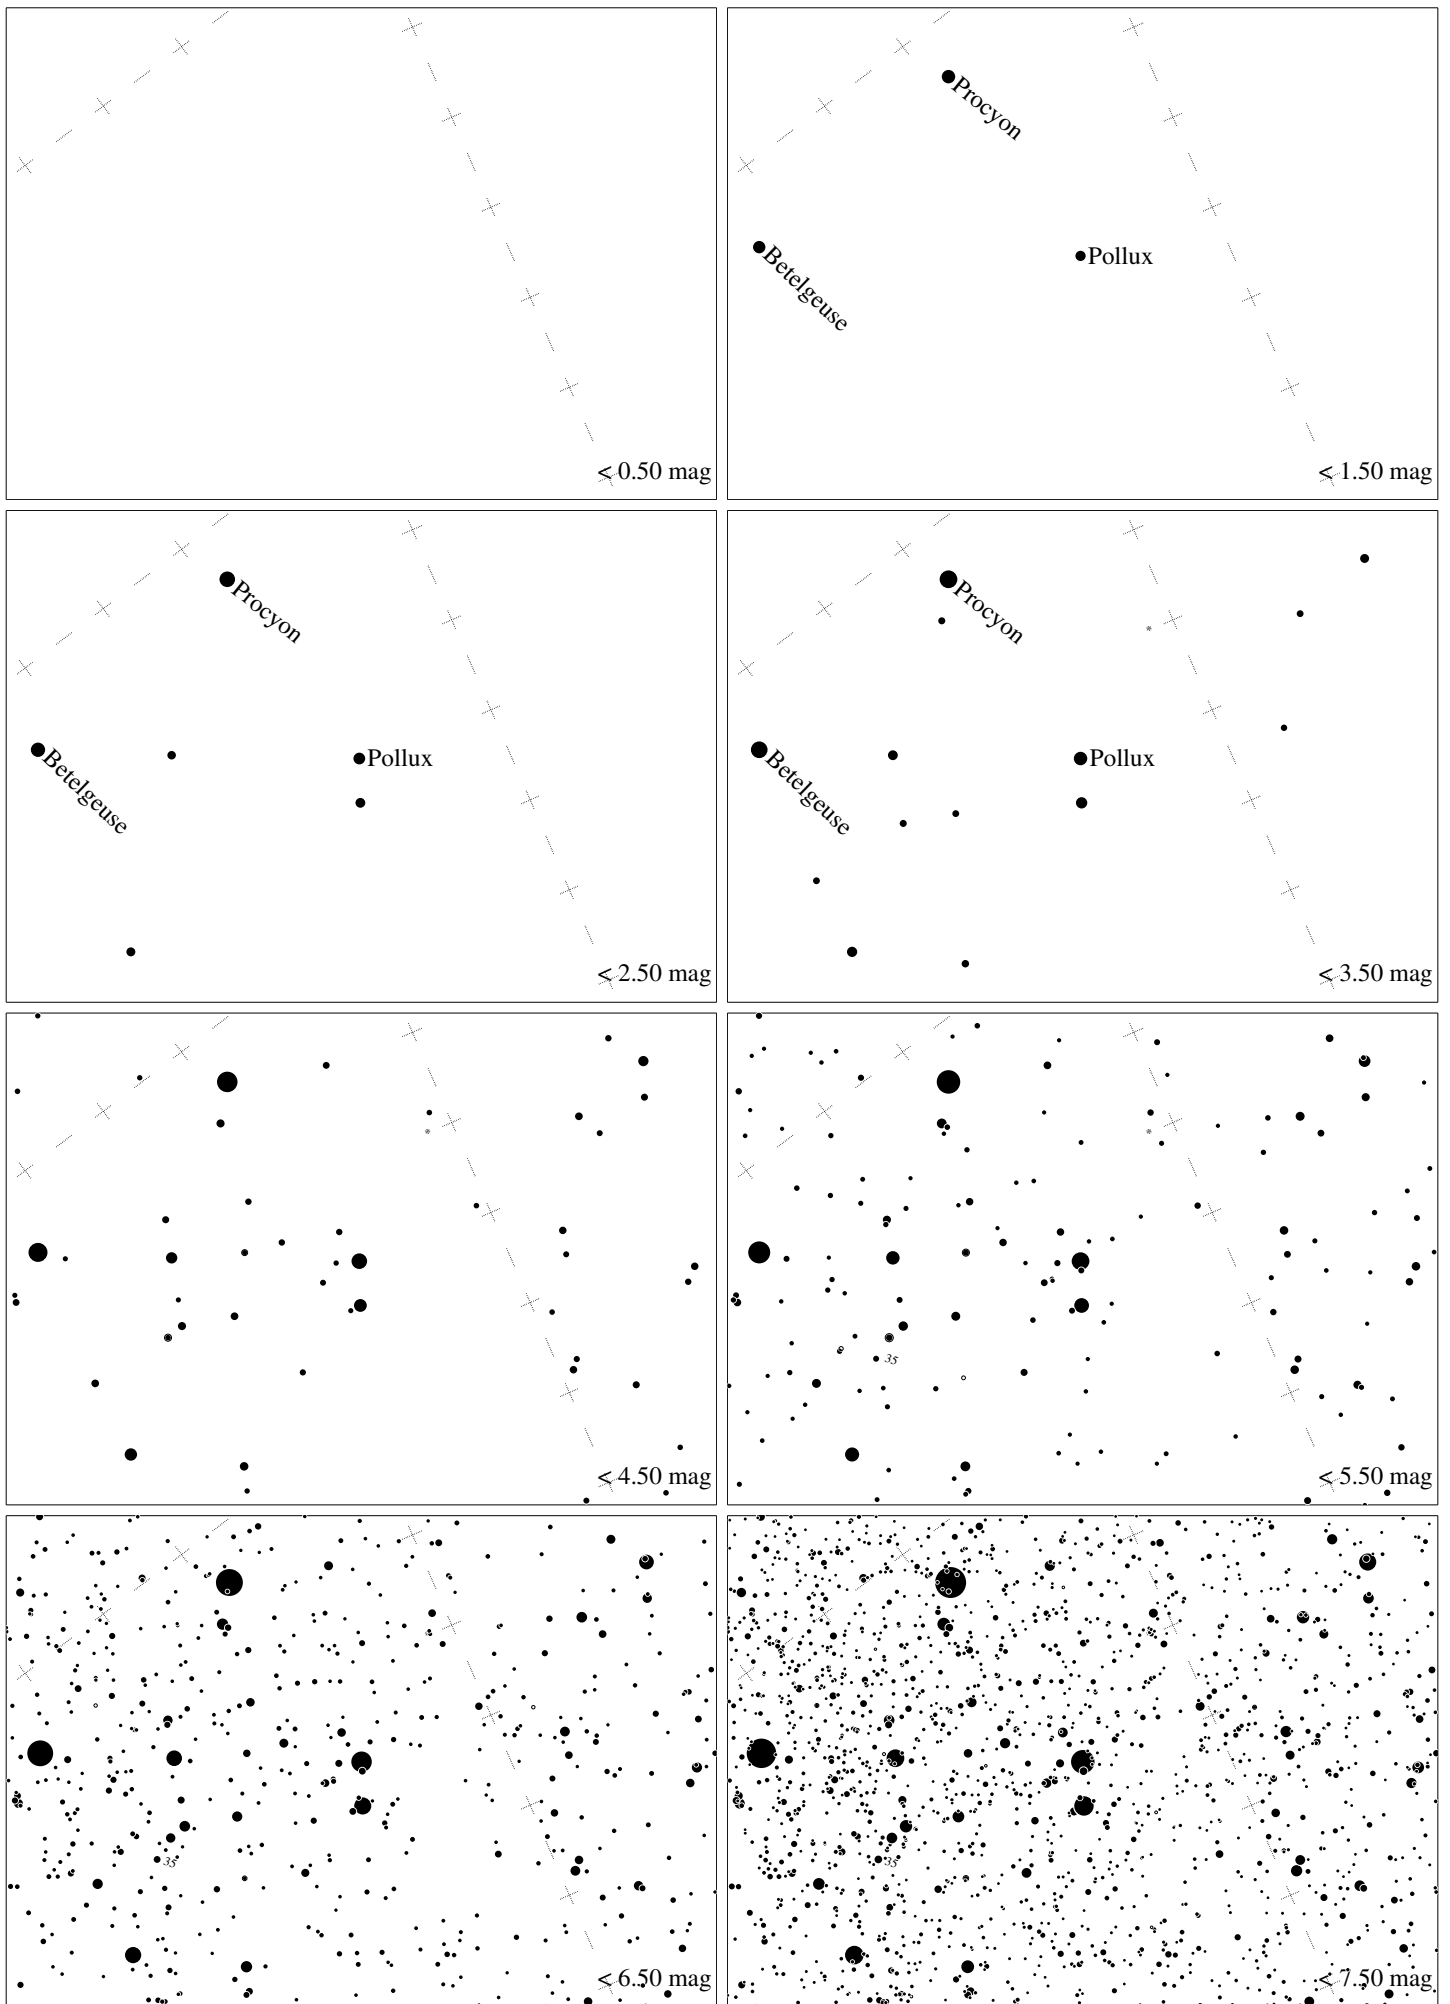 < 0.50 mag
Procyon
Betelgeuse
Pollux
< 1.50 mag
Procyon
Betelgeuse
Pollux
< 2.50 mag
Procyon
Betelgeuse
Pollux
< 3.50 mag
< 4.50 mag
35
< 5.50 mag
35
< 6.50 mag
35
< 7.50 mag